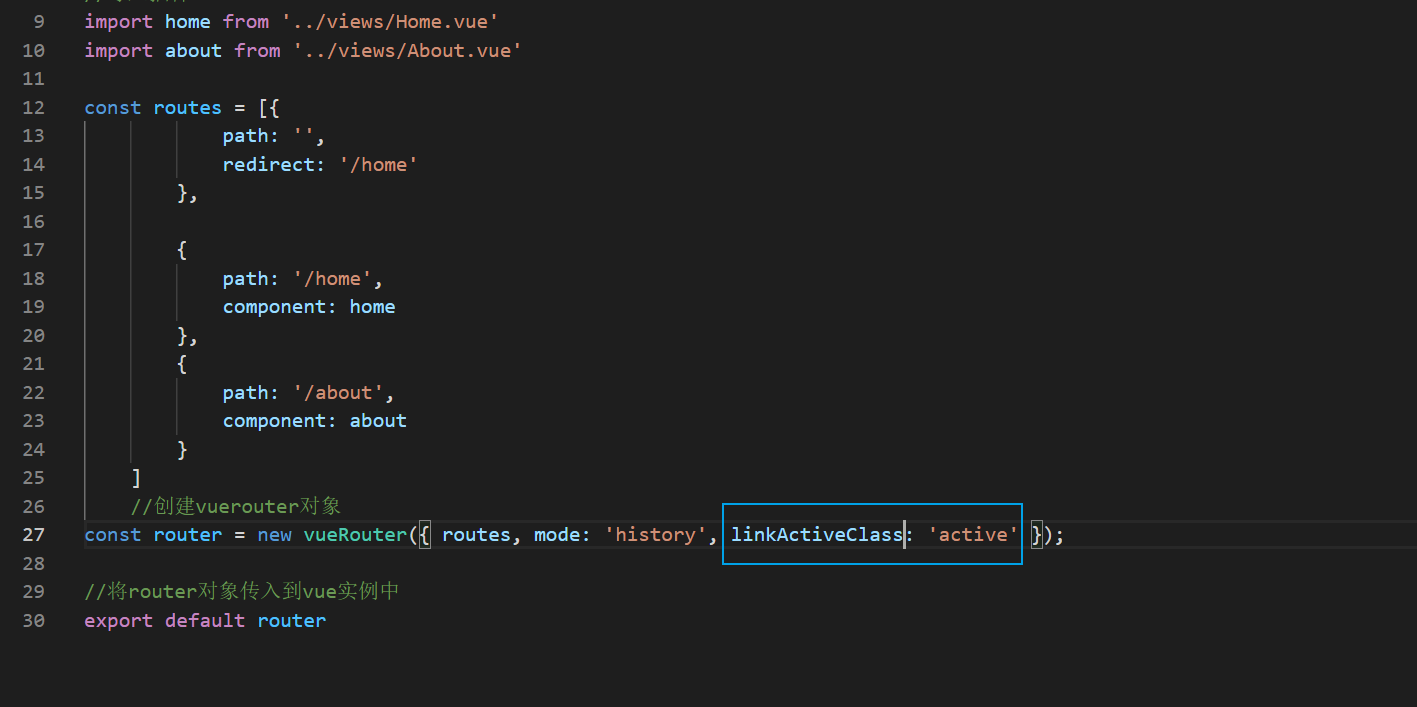 9 import home from '../views/Home.vue'
10 import about from '../views/About.vue'
11
12 const routes = [{
13 path: '',
14 redirect: '/home'
15 },
16
17 {
18 path: '/home',
19 component: home
20 },
21 {
22 path: '/about',
23 component: about
24 }
25 ]
26 //创建vuerouter对象
27 const router = new vueRouter({ routes, mode: 'history', linkActiveClass: 'active' });
28
29 //将router对象传入到vue实例中
30 export default router